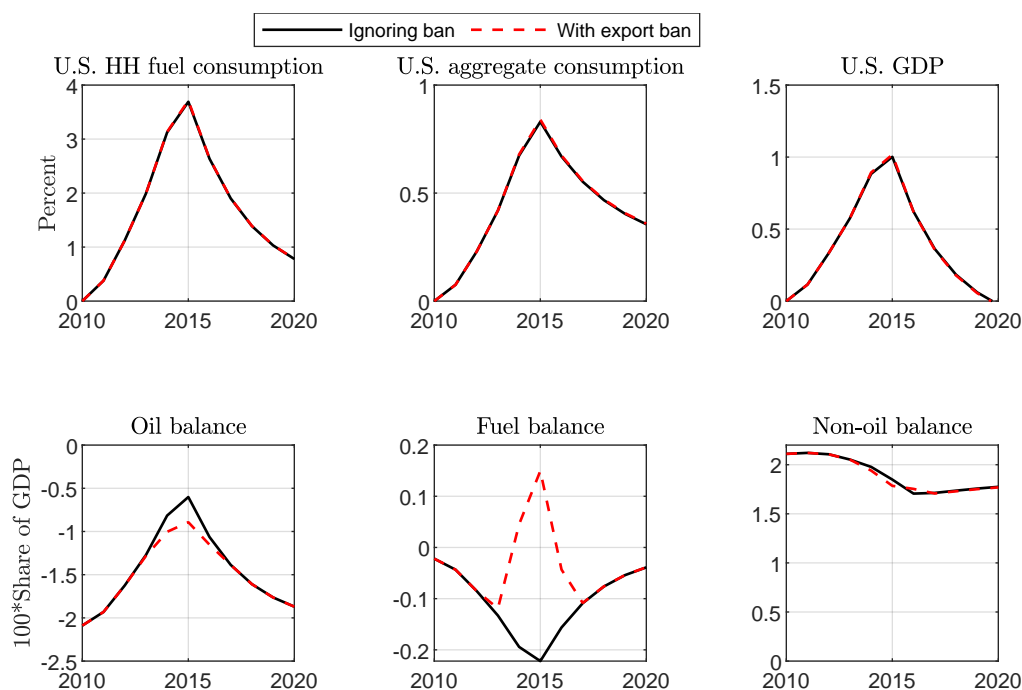 Ignoring ban   With export ban
U.S. HH fuel consumption
Percent
4
3
2
1
0
2010 2015 2020
U.S. aggregate consumption
1
0.5
0
2010 2015 2020
U.S. GDP
1.5
1
0.5
0
2010 2015 2020
Oil balance
100*Share of GDP
0
-0.5
-1
-1.5
-2
-2.5
2010 2015 2020
Fuel balance
0.2
0.1
0
-0.1
-0.2
2010 2015 2020
Non-oil balance
2
1.5
1
0.5
0
2010 2015 2020